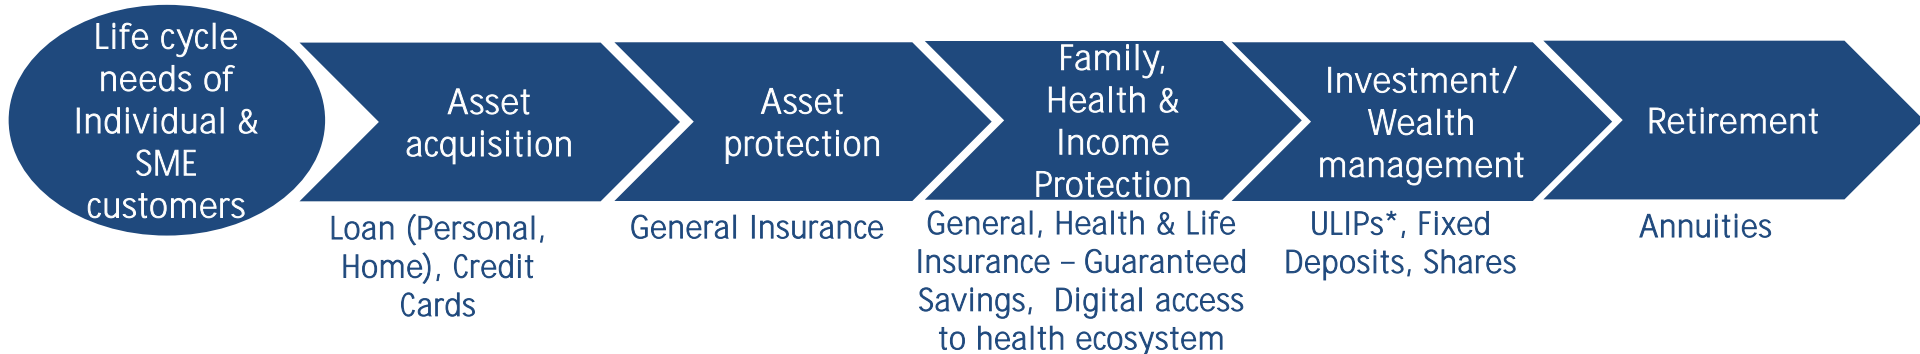 Life cycle
needs of
Individual &
SME
customers
Asset
acquisition
Asset
protection
Family,
Health &
Income
Protection
Investment/
Wealth
management
Retirement
Loan (Personal,
Home), Credit
Cards
General Insurance
General, Health & Life
Insurance – Guaranteed
Savings, Digital access
to health ecosystem
ULIPs*, Fixed
Deposits, Shares
Annuities